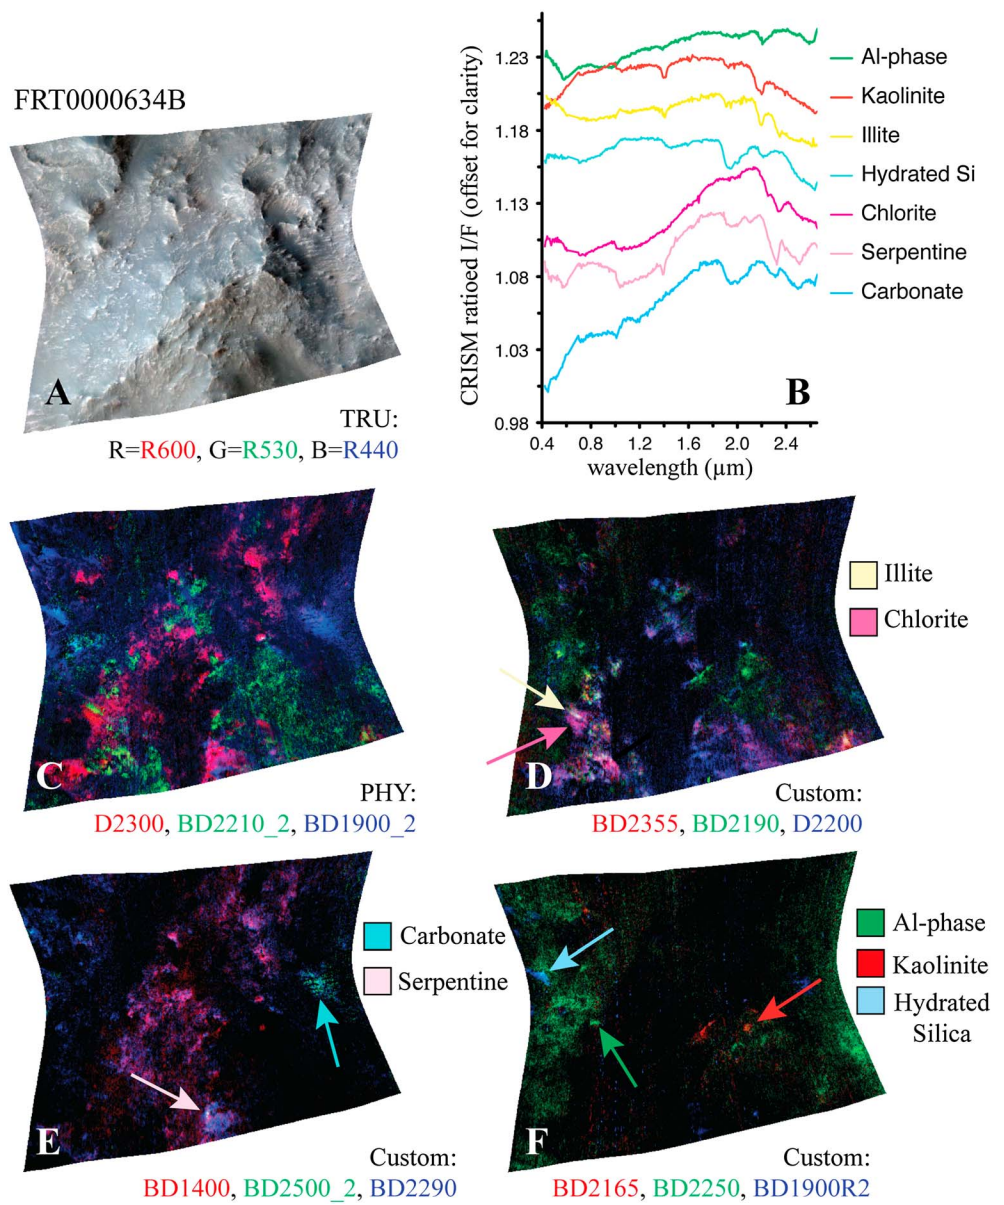 FRT0000634B
A
TRU:
R=R600, G=R530, B=R440
CRISM ratioed I/F (offset for clarity)
1.23
1.18
1.13
1.08
1.03
0.98
0.4 0.8 1.2 1.6 2.0 2.4
wavelength (µm)
B
Al-phase
Kaolinite
Illite
Hydrated Si
Chlorite
Serpentine
Carbonate
C
PHY:
D2300, BD2210_2, BD1900_2
Illite
Chlorite
D
Custom:
BD2355, BD2190, D2200
Carbonate
Serpentine
E
Custom:
BD1400, BD2500_2, BD2290
Al-phase
Kaolinite
Hydrated
Silica
F
Custom:
BD2165, BD2250, BD1900R2